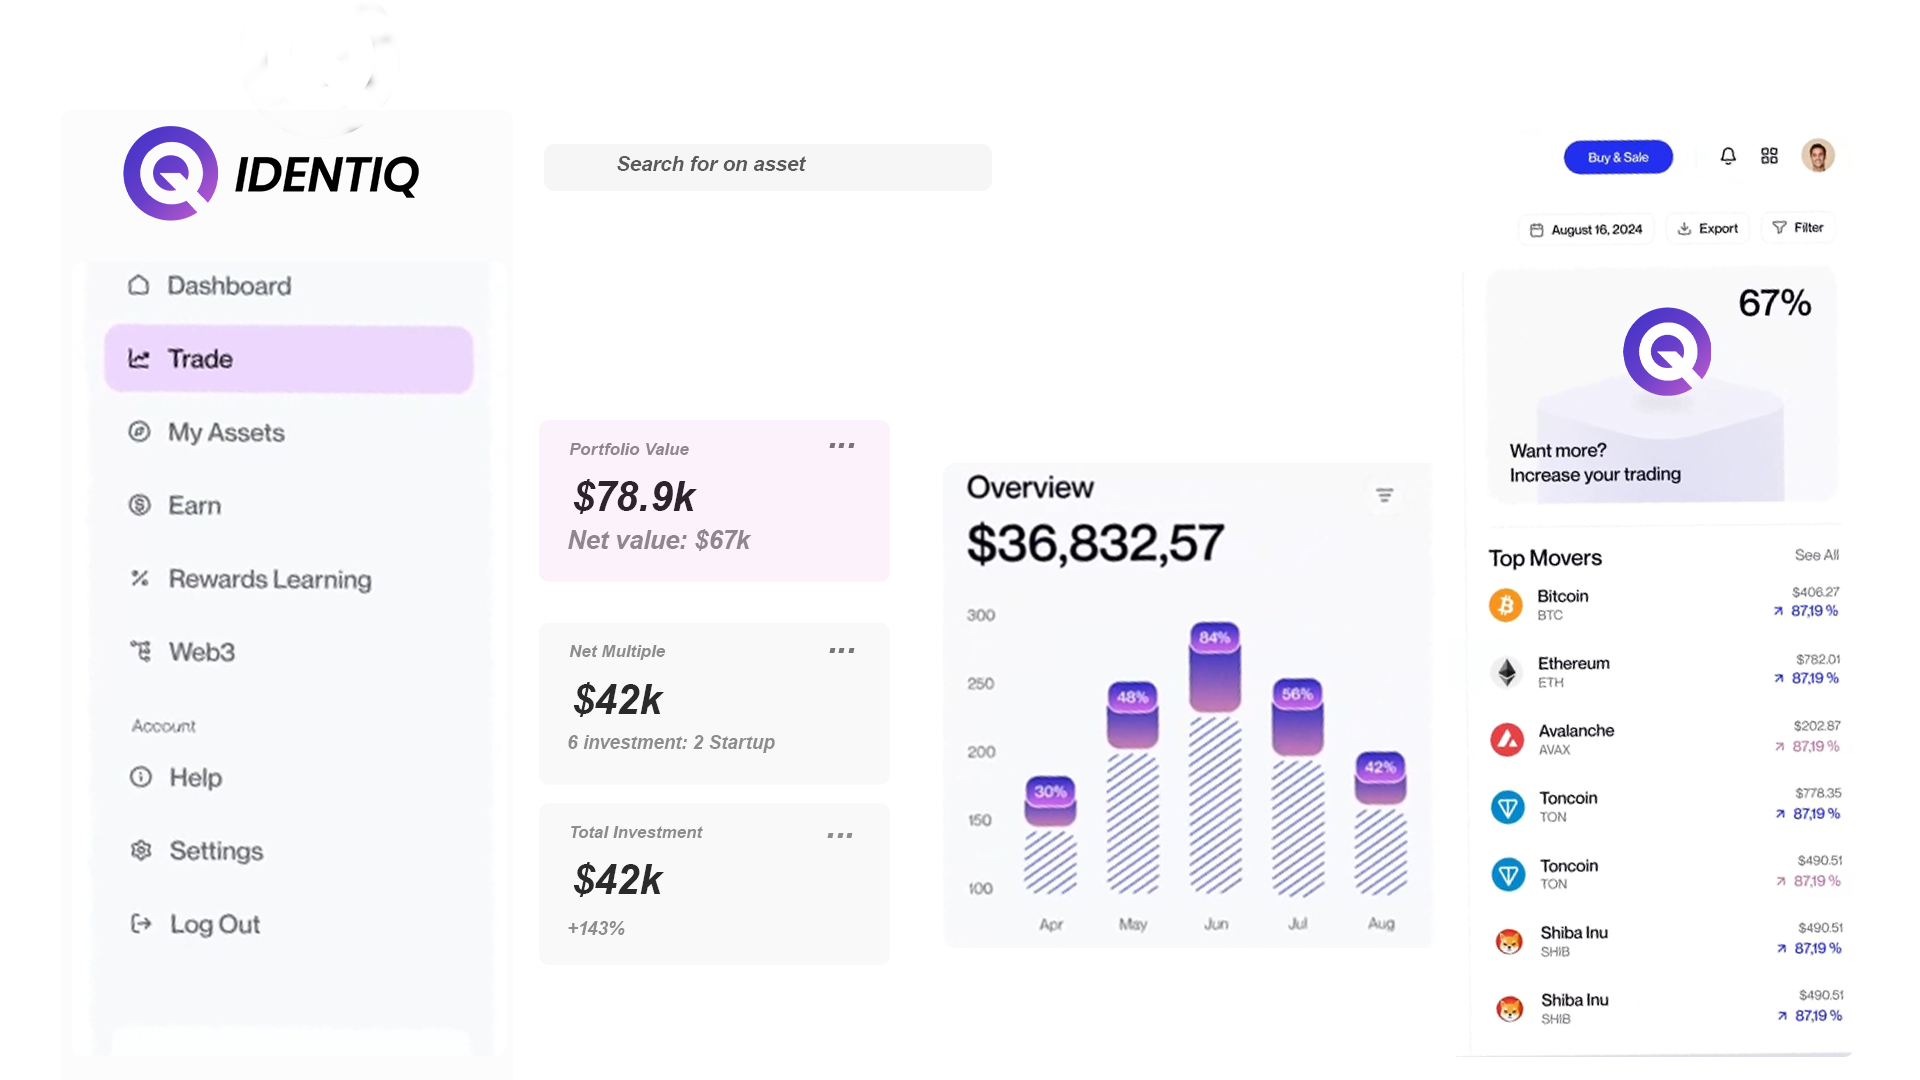 IDENTIQ
Search for on asset
Buy & Sale
August 16, 2024
Export
Filter
Dashboard
Trade
My Assets
Earn
Rewards Learning
Web3
Account
Help
Settings
Log Out
Portfolio Value
...
$78.9k
Net value: $67k
Net Multiple
...
$42k
6 investment: 2 Startup
Total Investment
...
$42k
+143%
Overview
$36,832,57
300
250
200
150
100
30%
48%
84%
56%
42%
Apr
May
Jun
Jul
Aug
67%
Want more?
Increase your trading
Top Movers
See All
Bitcoin
$406.27
BTC
87,19 %
Ethereum
$782.01
ETH
87,19 %
Avalanche
$202.87
AVAX
87,19 %
Toncoin
$778.35
TON
87,19 %
Toncoin
$490.51
TON
87,19 %
Shiba Inu
$490.51
SHIB
87,19 %
Shiba Inu
$490.51
SHIB
87,19 %